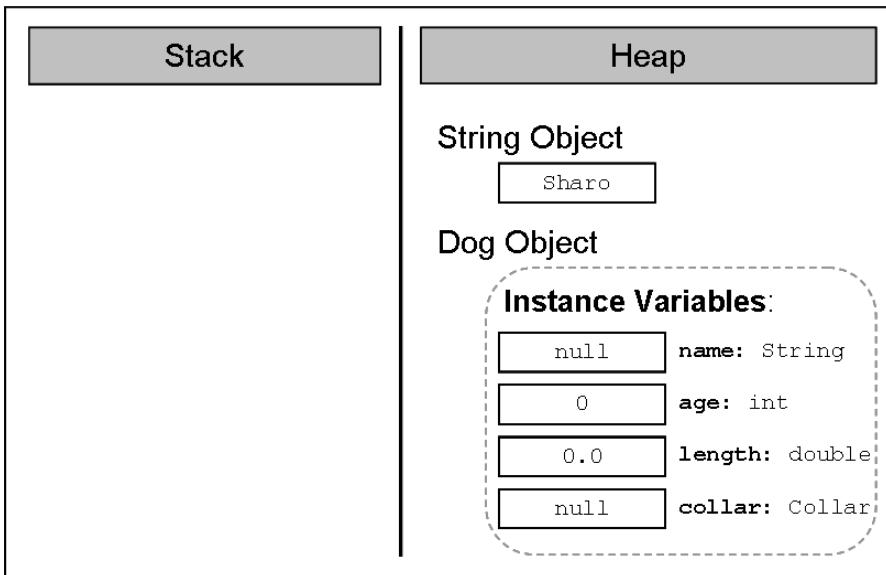 Stack
Heap
String Object
Sharo
Dog Object
Instance Variables:
null name: String
0 age: int
0.0 length: double
null collar: Collar